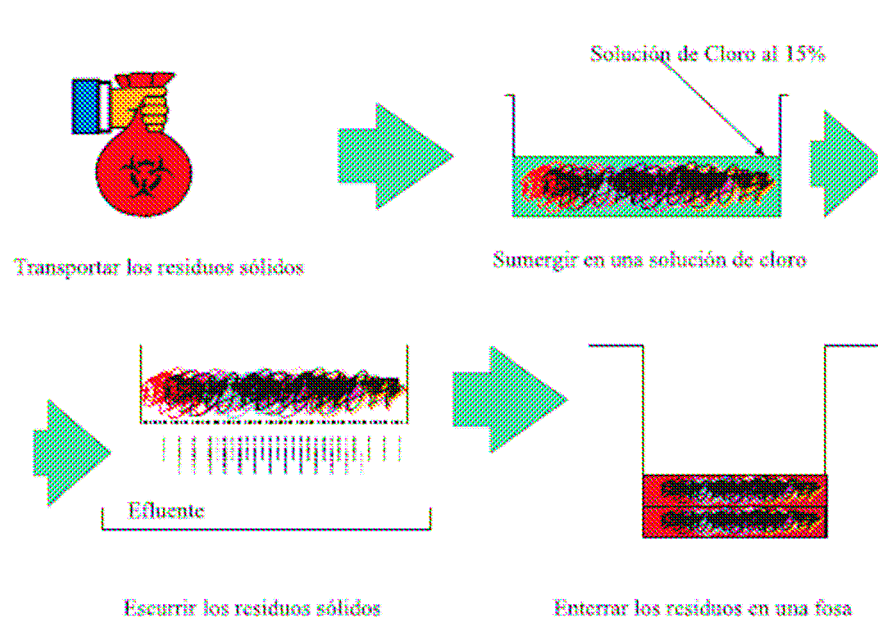 Solución de Cloro al 15%
Transportar los residuos sólidos
Sumergir en una solución de cloro
Efluente
Escurrir los residuos sólidos
Enterrar los residuos en una fosa